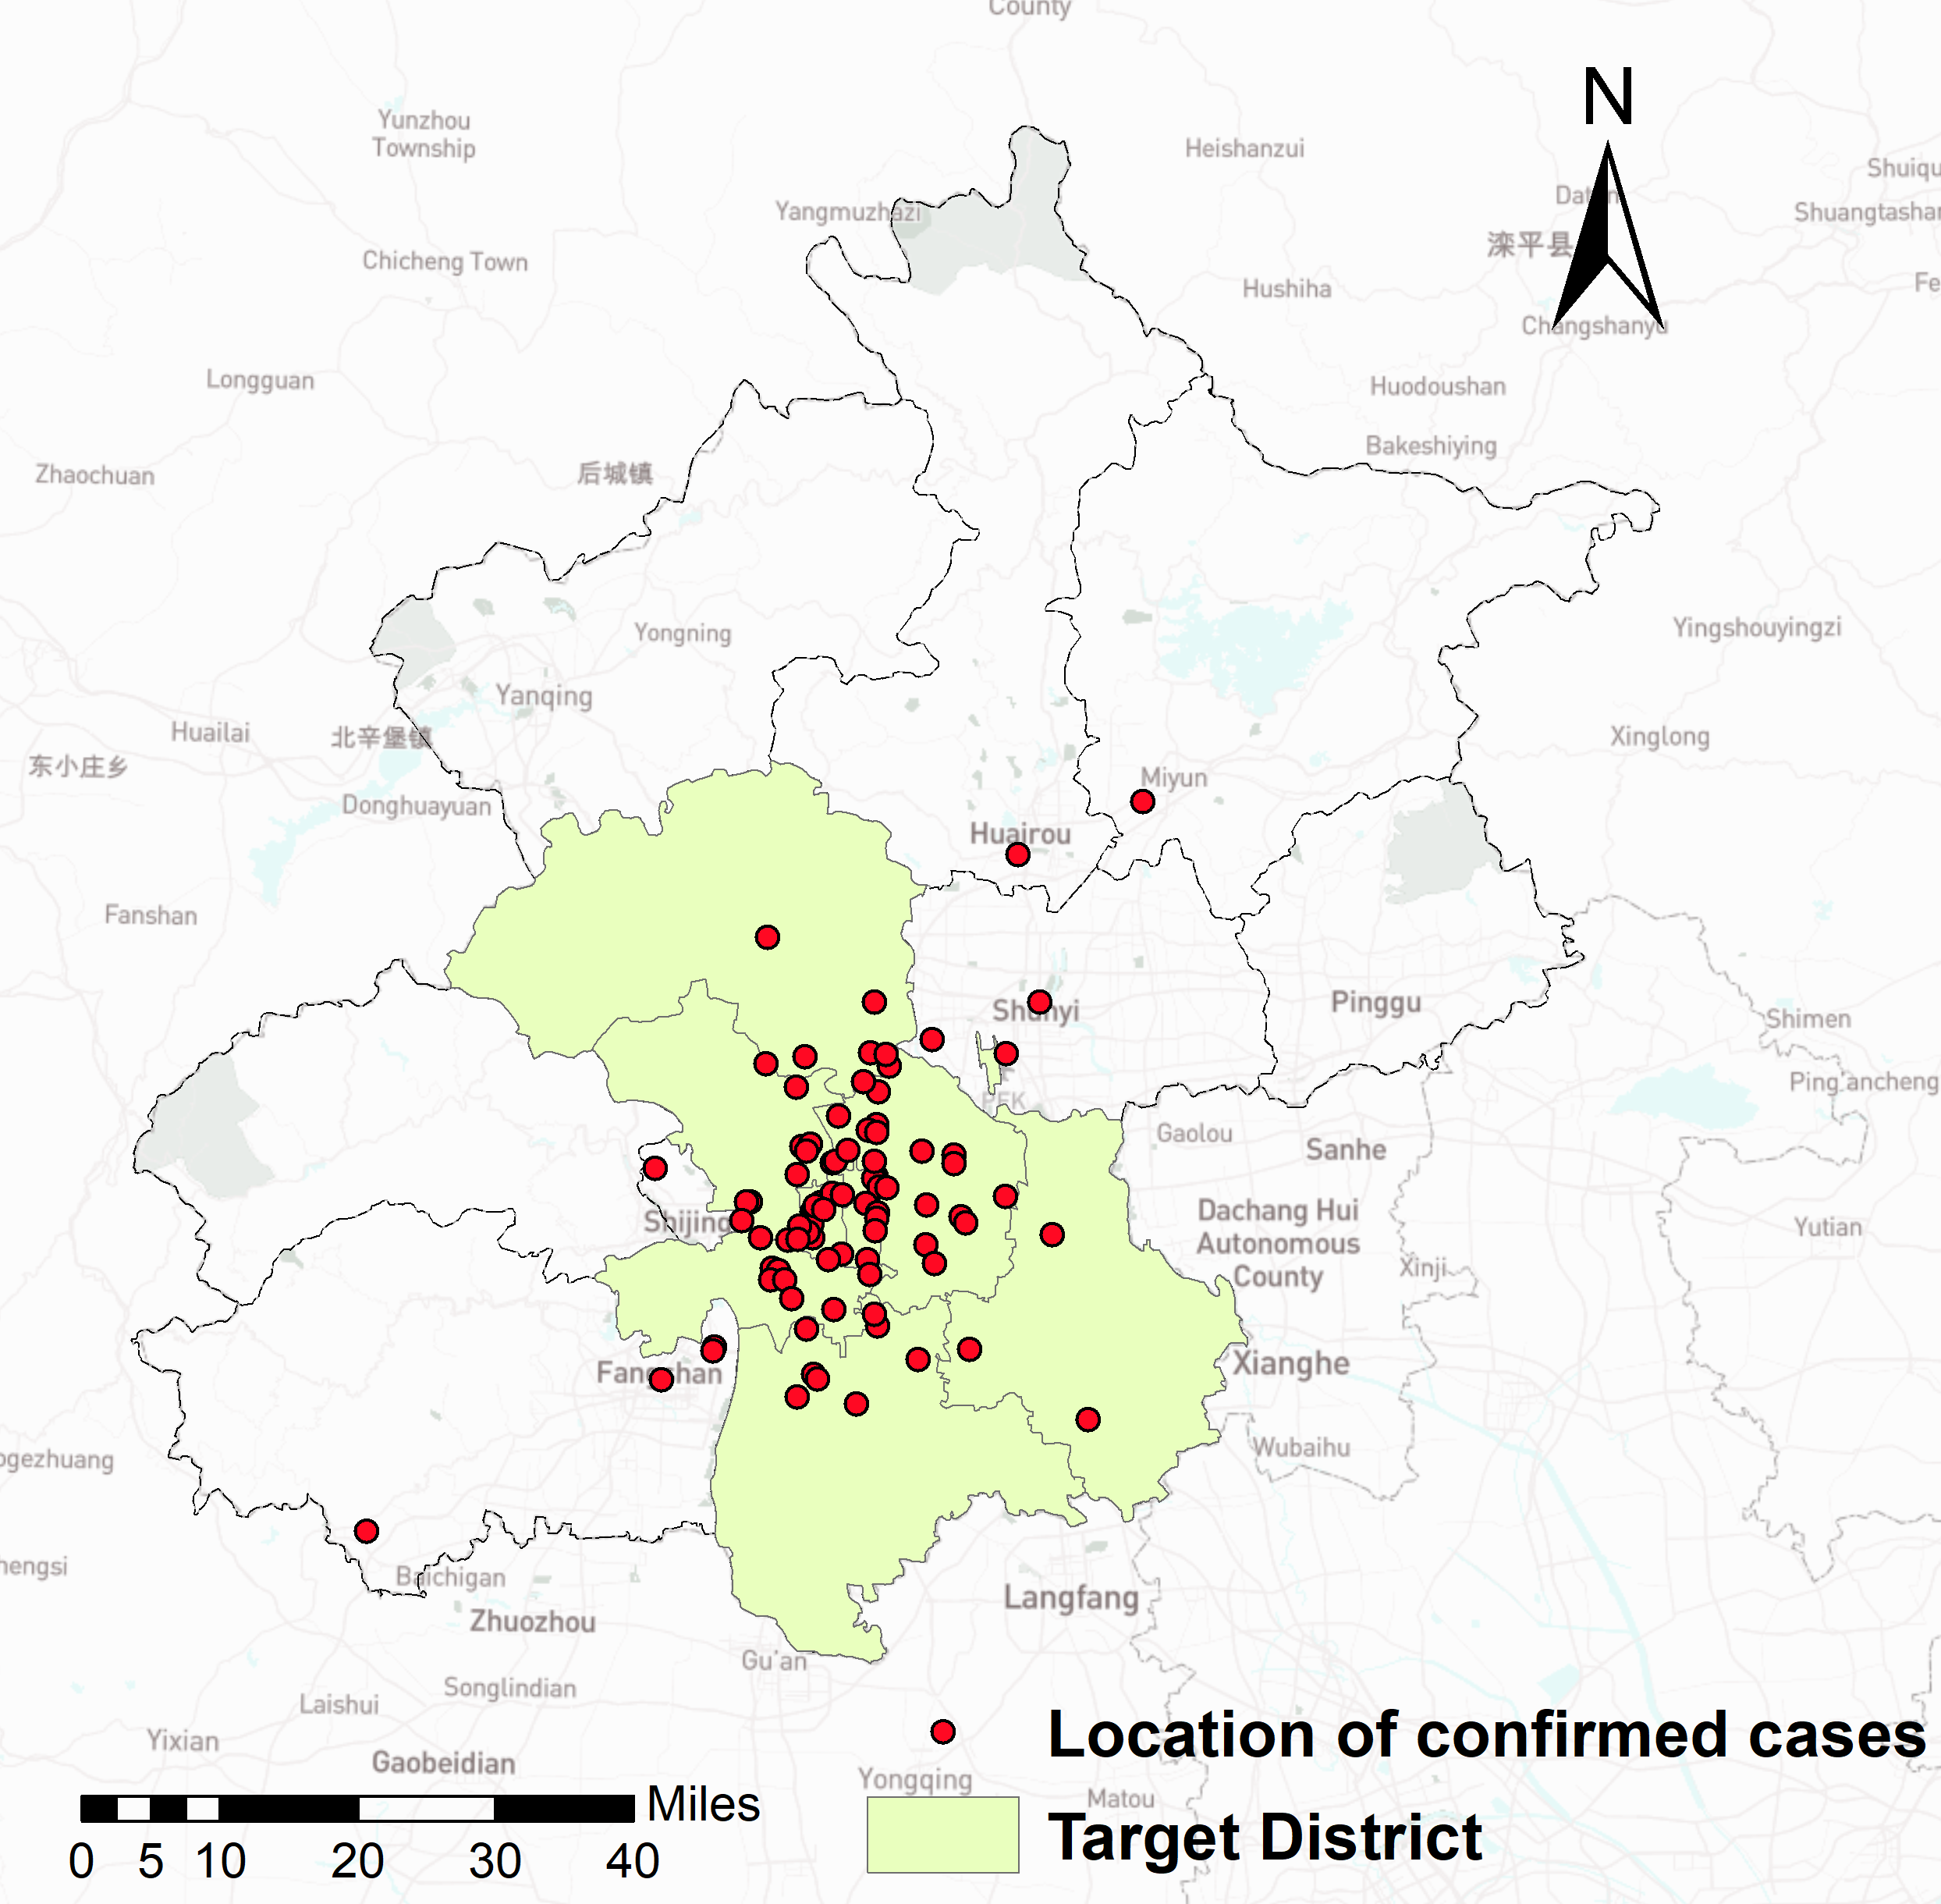 County
N
Yunzhou
Township
Heishanzui
Yangmuzhazi
Shuangtashan
滦平县
Chicheng Town
Hushiha
Changshanyu
Longguan
Huodoushan
Bakeshiying
Zhaochuan
后城镇
Yongning
Yingshouyingzi
Yanqing
Huailai
北辛堡镇
Xinglong
东小庄乡
Miyun
Donghuayuan
Huairou
Fanshan
Pinggu
Shunyi
Shimen
Ping'ancheng
PEK
Gaolou
Sanhe
Dachang Hui
Autonomous
County
Shijing
Yutian
Xinji
Xianghe
Fangshan
Wubaihu
ogezhuang
hengsi
Baichigan
Langfang
Zhuozhou
Gu'an
Songlindian
Laishui
Yixian
Location of confirmed cases
Gaobeidian
Yongqing
Matou
Miles
Target District
0 5 10 20 30 40